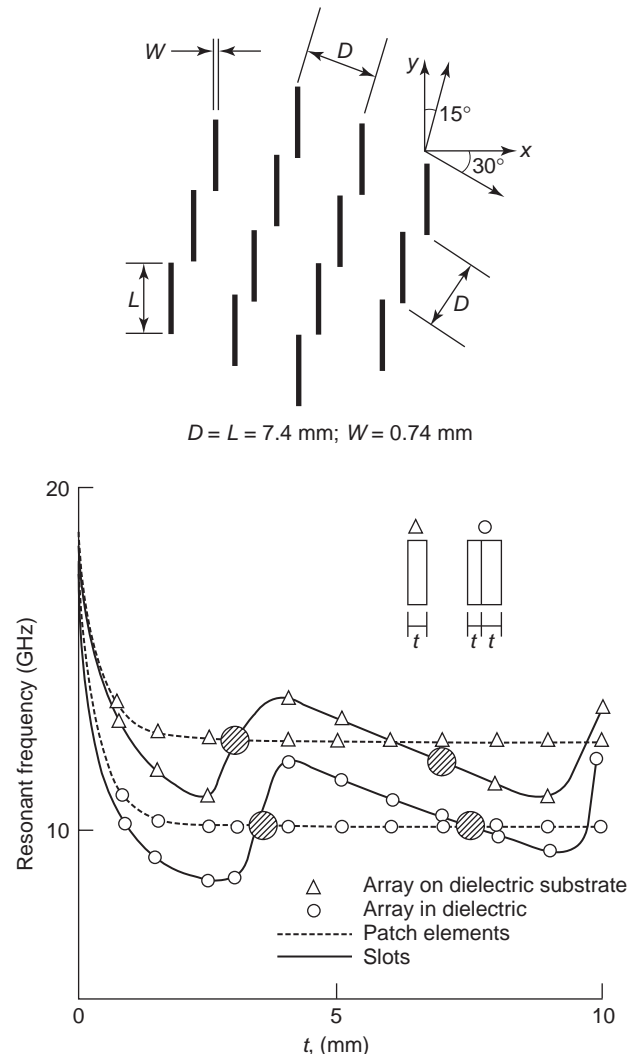 W
D
y
15°
x
30°
L
D
D = L = 7.4 mm; W = 0.74 mm
20
10
Resonant frequency (GHz)
t
t t
Array on dielectric substrate
Array in dielectric
Patch elements
Slots
0 5 10
t, (mm)